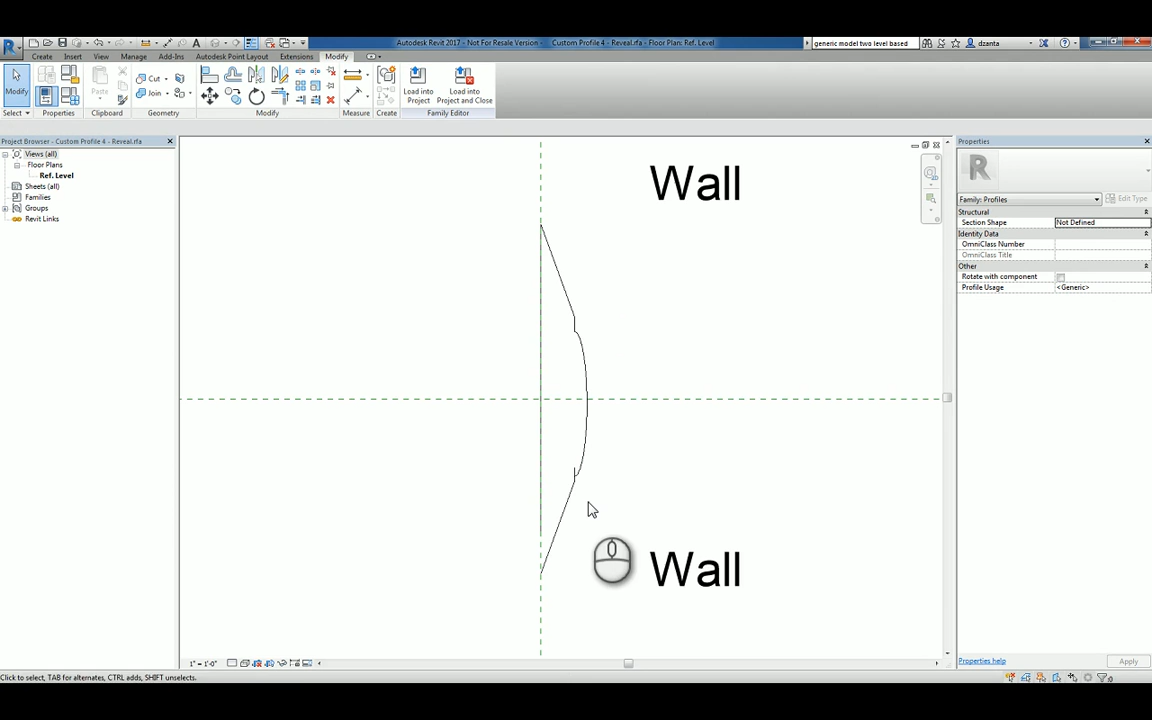 Autodesk Revit 2017 - Not For Resale Version - Custom Profile 4 - Reveal.rfa - Floor Plan: Ref. Level
generic model two level based
dzanta
Create Insert View Manage Add-Ins Autodesk Point Layout Extensions Modify
Modify
Paste
Cut
Join
Load into Project
Load into Project and Close
Select Properties Clipboard Geometry Modify Measure Create Family Editor
Project Browser - Custom Profile 4 - Reveal.rfa
Views (all)
Floor Plans
Ref. Level
Sheets (all)
Families
Groups
Revit Links
Wall
Wall
Properties
R
Family: Profiles
Edit Type
Structural
Section Shape Not Defined
Identity Data
OmniClass Number
OmniClass Title
Other
Rotate with component
Profile Usage <Generic>
Properties help
Apply
1" = 1'-0"
Click to select, TAB for alternates, CTRL adds, SHIFT unselects.
:0